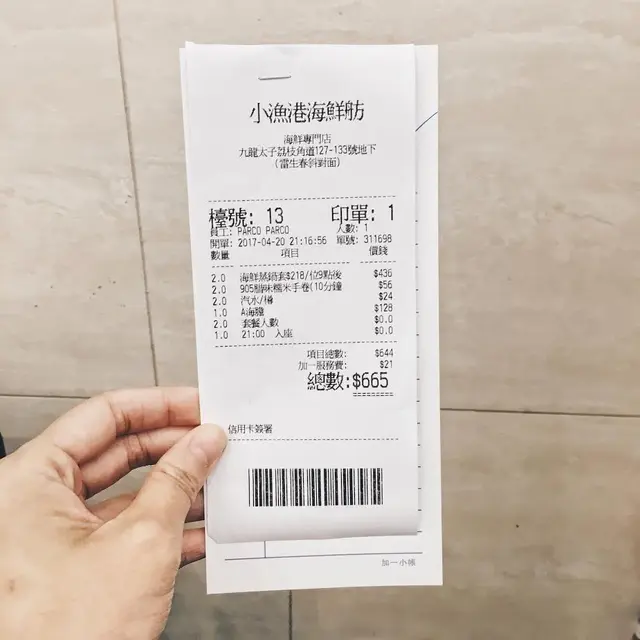 小漁港海鮮舫
海鮮專門店
九龍太子荔枝角道127-133號地下
(雷生春斜對面)
檯號: 13 印單: 1
員工: PARCO PARCO 人數: 1
開單: 2017-04-20 21:16:56 單號: 311698
數量 項目 價錢
2.0 海鮮蒸鍋套$218/位9點後 $436
2.0 905臘味糯米手卷(10分鐘 $56
2.0 汽水/樽 $24
1.0 A海膽 $128
2.0 套餐人數 $0.0
1.0 21:00 入座 $0.0
項目總數: $644
加一服務費: $21
總數:$665
信用卡簽署
加一小帳